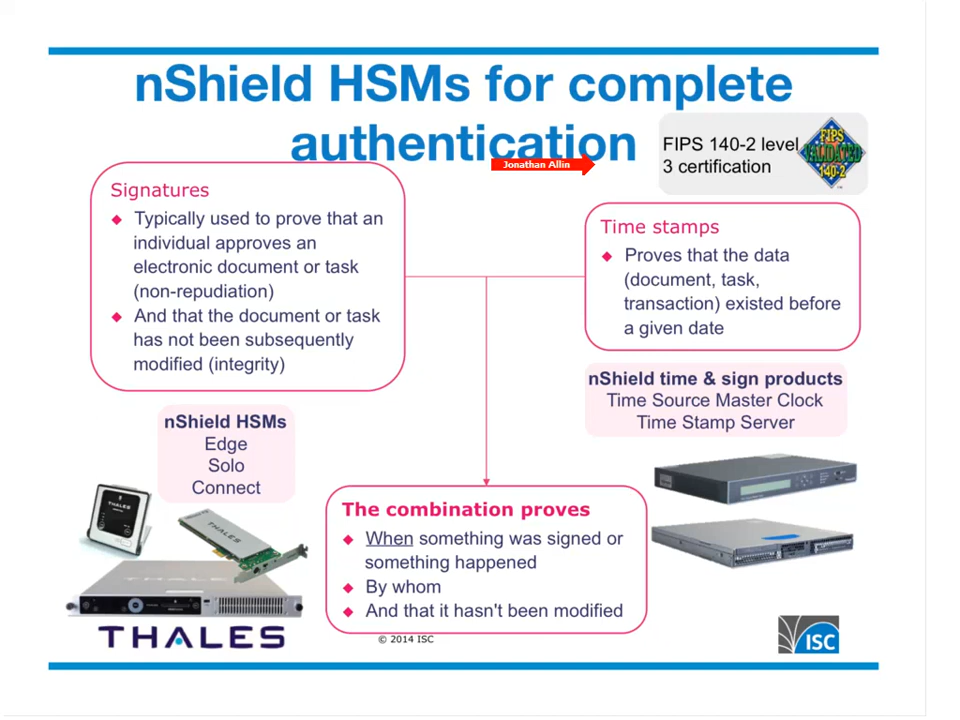 nShield HSMs for complete
authentication
Jonathan Allin
FIPS 140-2 level
3 certification
FIPS
VALIDATED
140-2
Signatures
Typically used to prove that an
individual approves an
electronic document or task
(non-repudiation)
And that the document or task
has not been subsequently
modified (integrity)
Time stamps
Proves that the data
(document, task,
transaction) existed before
a given date
nShield time & sign products
Time Source Master Clock
Time Stamp Server
nShield HSMs
Edge
Solo
Connect
THALES
THALES
THALES
The combination proves
When something was signed or
something happened
By whom
And that it hasn't been modified
THALES
© 2014 ISC
ISC